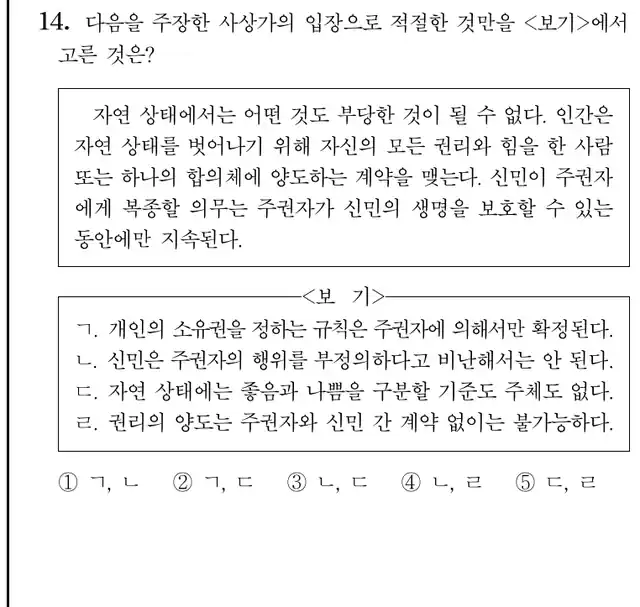 14. 다음을 주장한 사상가의 입장으로 적절한 것만을 <보기>에서
고른 것은?
자연 상태에서는 어떤 것도 부당한 것이 될 수 없다. 인간은
자연 상태를 벗어나기 위해 자신의 모든 권리와 힘을 한 사람
또는 하나의 합의체에 양도하는 계약을 맺는다. 신민이 주권자
에게 복종할 의무는 주권자가 신민의 생명을 보호할 수 있는
동안에만 지속된다.
<보 기>
ㄱ. 개인의 소유권을 정하는 규칙은 주권자에 의해서만 확정된다.
ㄴ. 신민은 주권자의 행위를 부정의하다고 비난해서는 안 된다.
ㄷ. 자연 상태에는 좋음과 나쁨을 구분할 기준도 주체도 없다.
ㄹ. 권리의 양도는 주권자와 신민 간 계약 없이는 불가능하다.
① ㄱ, ㄴ ② ㄱ, ㄷ ③ ㄴ, ㄷ ④ ㄴ, ㄹ ⑤ ㄷ, ㄹ